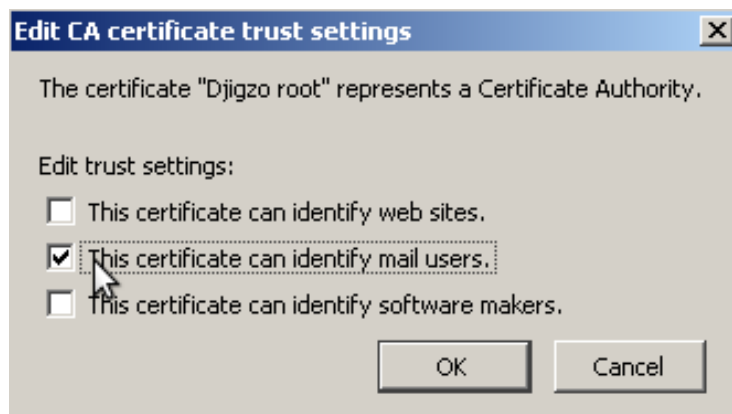 Edit CA certificate trust settings
The certificate "Djigzo root" represents a Certificate Authority.
Edit trust settings:
This certificate can identify web sites.
This certificate can identify mail users.
This certificate can identify software makers.
OK
Cancel